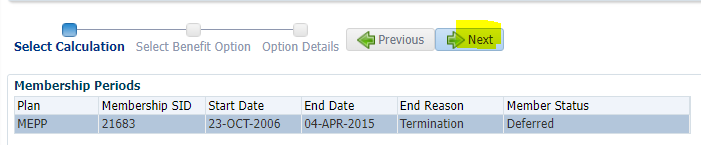 Select Calculation Select Benefit Option Option Details Previous Next
Membership Periods
Plan Membership SID Start Date End Date End Reason Member Status
MEPP 21683 23-OCT-2006 04-APR-2015 Termination Deferred